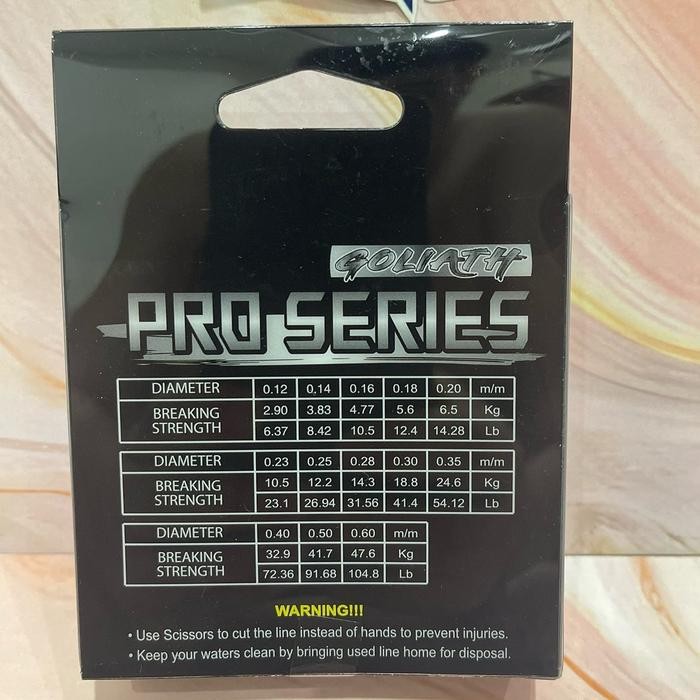 GOLIATH
PRO SERIES
DIAMETER 0.12 0,14 0.16 0.18 0.20 m/m
BREAKING STRENGTH 2.90 3.83 4.77 5.6 6.5 Kg
6.37 8.42 10.5 12.4 14.28 Lb
DIAMETER 0.23 0.25 0.28 0.30 0.35 m/m
BREAKING STRENGTH 10.5 12.2 14.3 18.8 24.6 Kg
23.1 26.94 31.56 41.4 54.12 Lb
DIAMETER 0.40 0.50 0.60 m/m
BREAKING STRENGTH 32.9 41.7 47.6 Kg
72.36 91.68 104.8 Lb
WARNING!!!
• Use Scissors to cut the line instead of hands to prevent injuries.
• Keep your waters clean by bringing used line home for disposal.